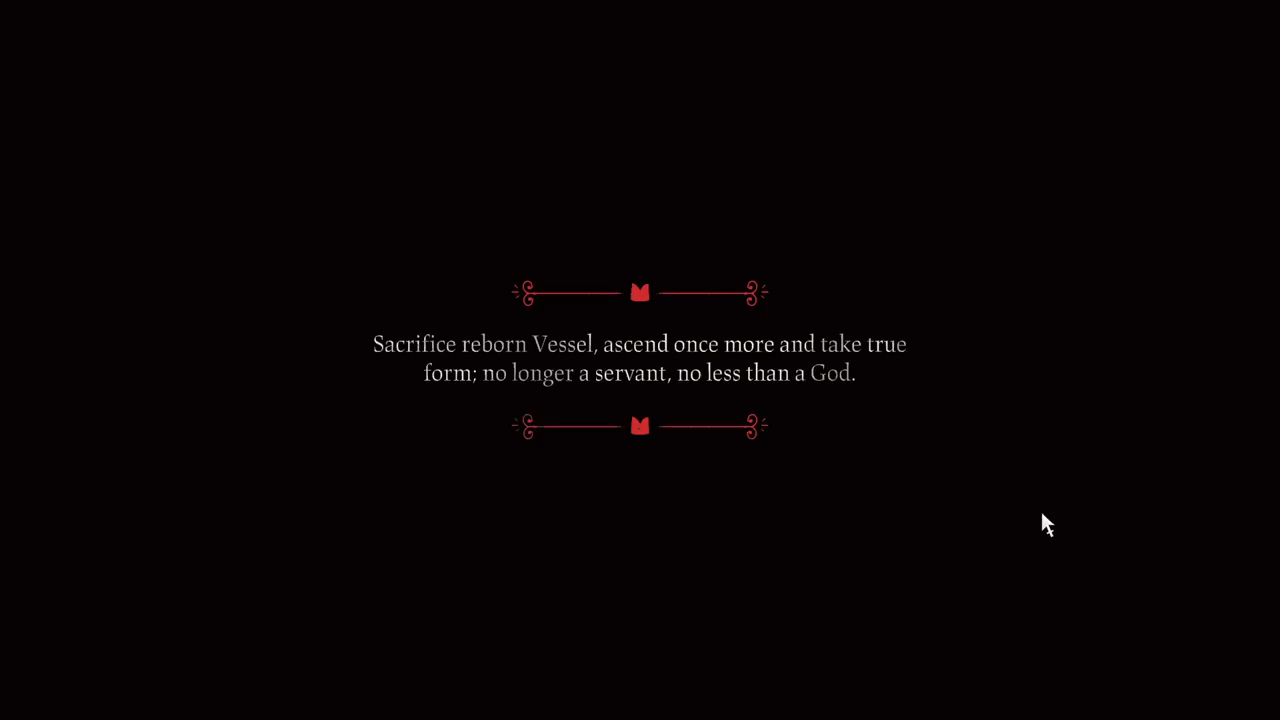 Sacrifice reborn Vessel, ascend once more and take true
form; no longer a servant, no less than a God.